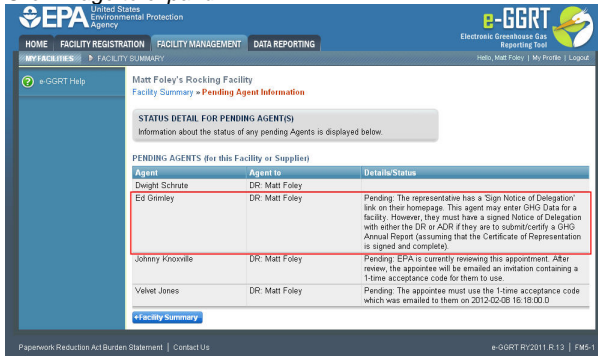 EPA United States Environmental Protection Agency
e-GGRT
Electronic Greenhouse Gas
Reporting Tool
HOME FACILITY REGISTRATION FACILITY MANAGEMENT DATA REPORTING
MY FACILITIES FACILITY SUMMARY Hello, Matt Foley | My Profile | Logout
e-GGRT Help
Matt Foley's Rocking Facility
Facility Summary » Pending Agent Information
STATUS DETAIL FOR PENDING AGENT(S)
Information about the status of any pending Agents is displayed below.
PENDING AGENTS (for this Facility or Supplier)
Agent Agent to Details/Status
Dwight Schrute DR: Matt Foley
Ed Grimley DR: Matt Foley Pending: The representative has a 'Sign Notice of Delegation'
link on their homepage. This agent may enter GHG Data for a
facility. However, they must have a signed Notice of Delegation
with either the DR or ADR if they are to submit/certify a GHG
Annual Report (assuming that the Certificate of Representation
is signed and complete).
Johnny Knoxville DR: Matt Foley Pending: EPA is currently reviewing this appointment. After
review, the appointee will be emailed an invitation containing a
1-time acceptance code for them to use.
Velvet Jones DR: Matt Foley Pending: The appointee must use the 1-time acceptance code
which was emailed to them on 2012-02-08 16:18:00.0
+Facility Summary
Paperwork Reduction Act Burden Statement | Contact Us e-GGRT RY2011.R.13 | FM5-1